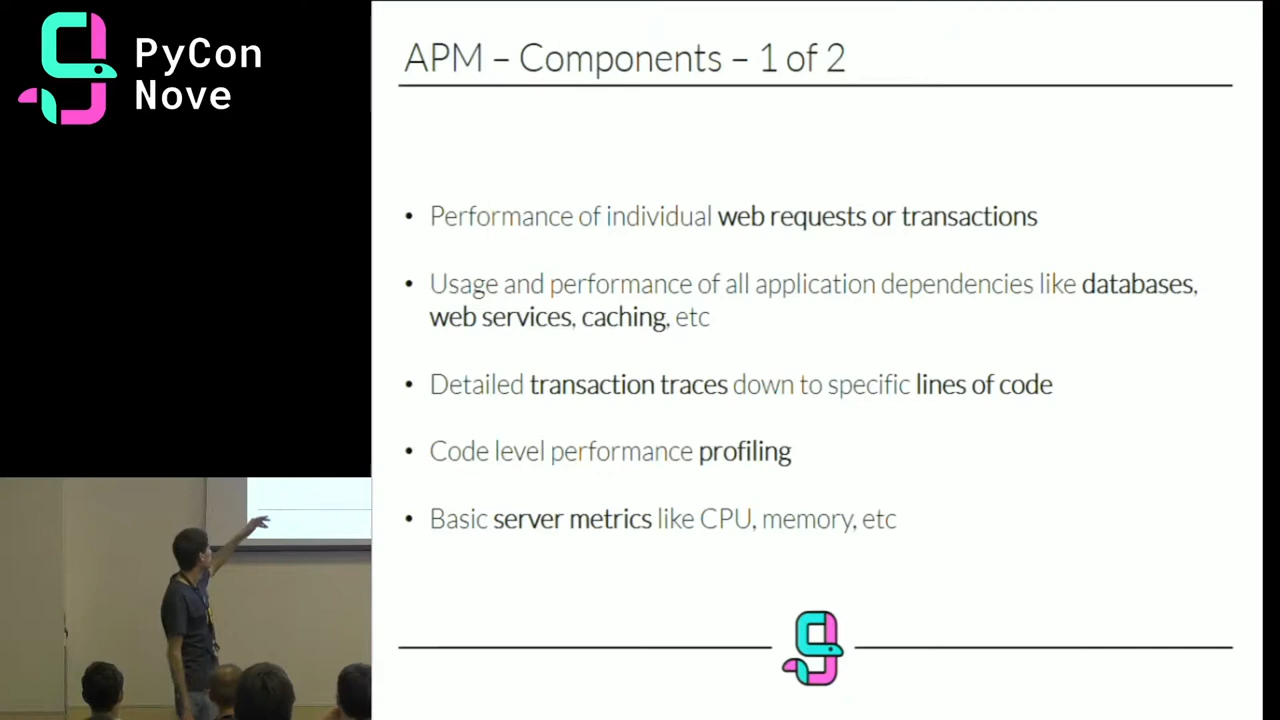 PyCon
Nove
APM – Components – 1 of 2
• Performance of individual web requests or transactions
• Usage and performance of all application dependencies like databases,
web services, caching, etc
• Detailed transaction traces down to specific lines of code
• Code level performance profiling
• Basic server metrics like CPU, memory, etc